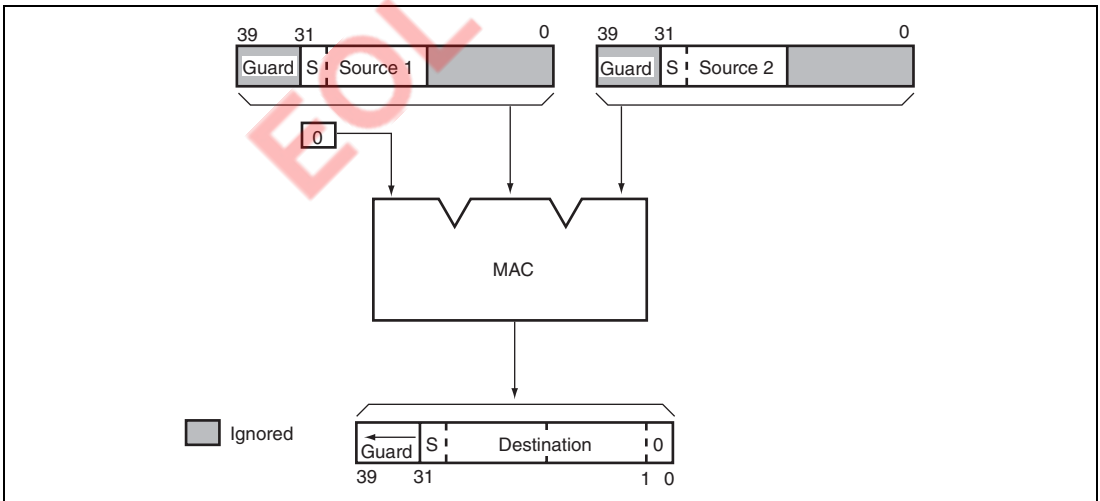 39 31 0 39 31 0
Guard S Source 1 Guard S Source 2
0
MAC
Ignored
Guard S Destination 0
39 31 1 0
EOL